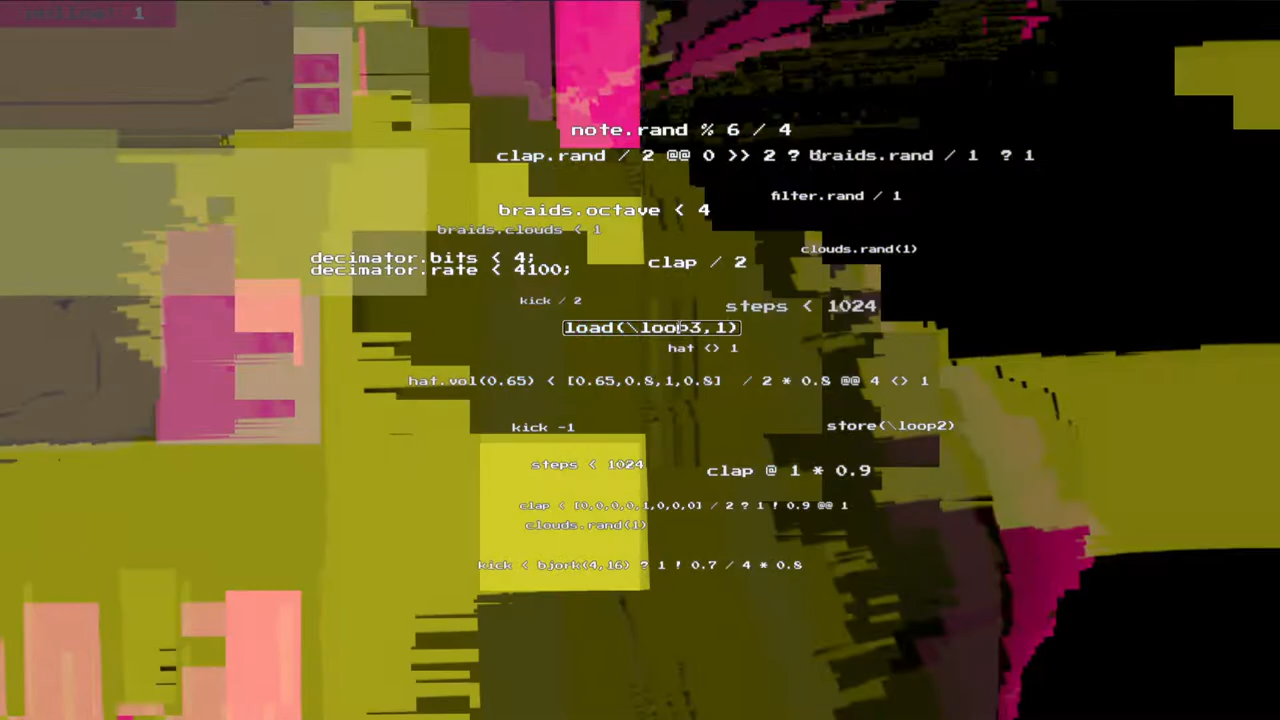 note.rand % 6 / 4
clap.rand / 2 @@ 0 >> 2 ? braids.rand / 1 ? 1
filter.rand / 1
braids.octave < 4
braids.clouds < 1
clouds.rand(1)
decimator.bits < 4;
clap / 2
decimator.rate < 4100;
kick / 2
steps < 1024
load(\loop3,1)
hat <> 1
hat.vol(0.65) < [0.65,0.8,1,0.8] / 2 * 0.8 @@ 4 <> 1
kick -1
store(\loop2)
steps < 1024
clap @ 1 * 0.9
clap < [0,0,0,0,1,0,0,0] / 2 ? 1 ! 0.9 @@ 1
clouds.rand(1)
kick < bjork(4,16) ? 1 ! 0.7 / 4 * 0.8